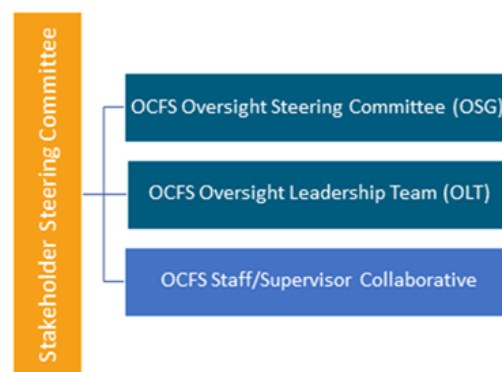 Stakeholder Steering Committee
OCFS Oversight Steering Committee (OSG)
OCFS Oversight Leadership Team (OLT)
OCFS Staff/Supervisor Collaborative